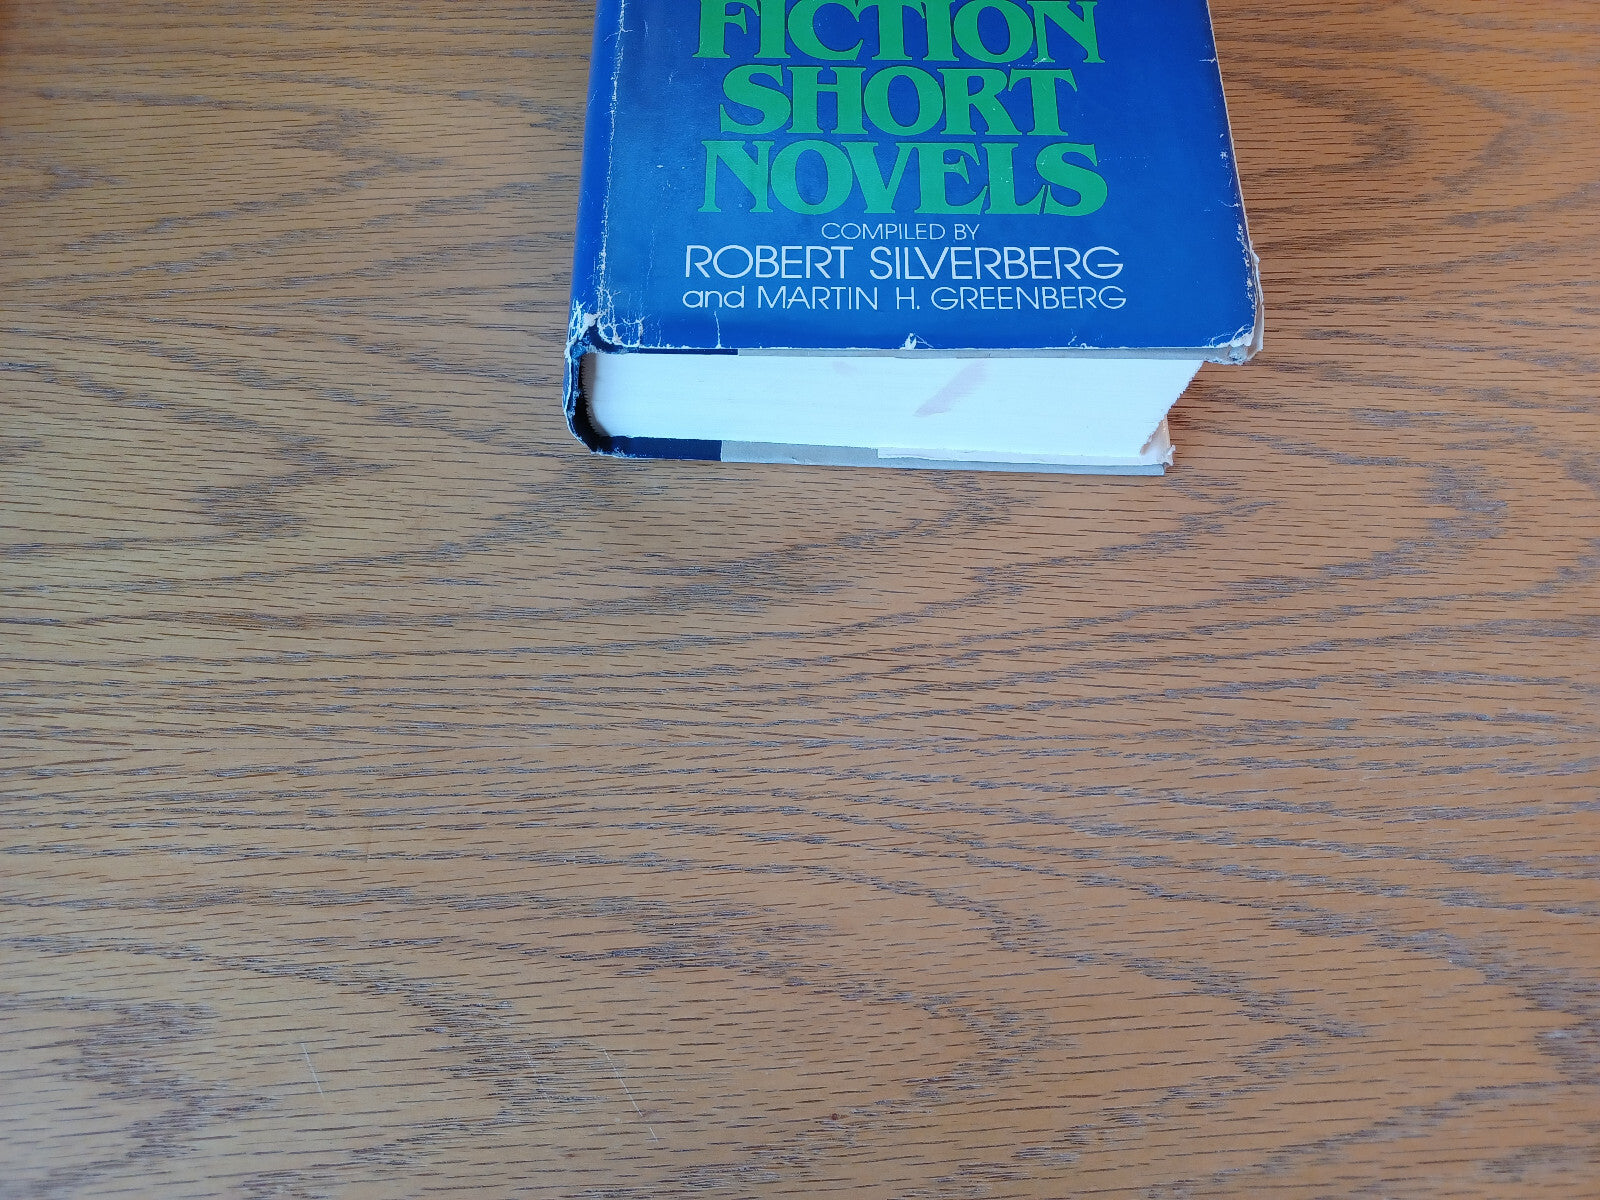 FICTION
SHORT
NOVELS
COMPILED BY
ROBERT SILVERBERG
and MARTIN H. GREENBERG